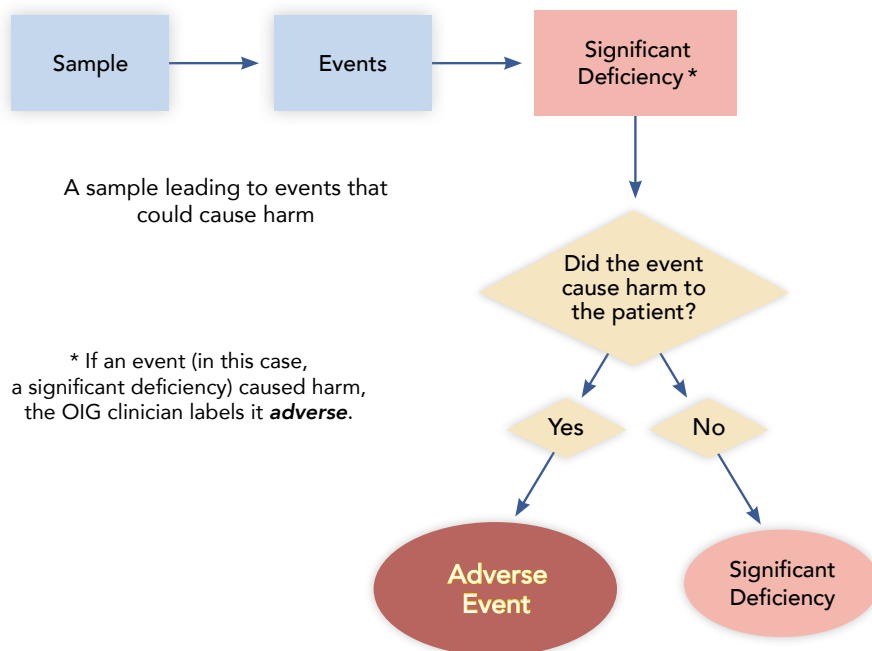 Sample
Events
Significant
Deficiency *
A sample leading to events that
could cause harm
Did the event
cause harm to
the patient?
* If an event (in this case,
a significant deficiency) caused harm,
the OIG clinician labels it adverse.
Yes
No
Adverse
Event
Significant
Deficiency